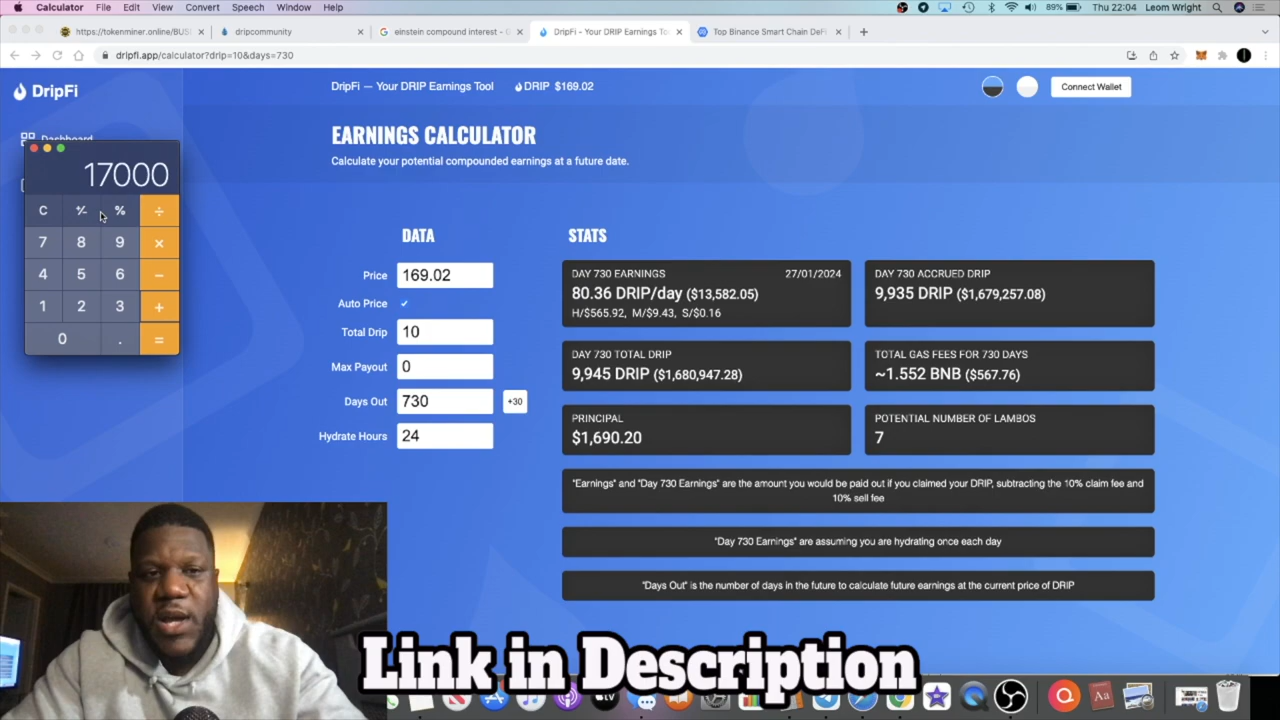 Calculator File Edit View Convert Speech Window Help
89% Thu 22:04 Leom Wright
https://tokenminer.online/BUSI
dripcommunity
einstein compound interest - G
DripFi - Your DRIP Earnings To
Top Binance Smart Chain DeFi
dripfi.app/calculator?drip=10&days=730
DripFi
DripFi — Your DRIP Earnings Tool
DRIP $169.02
Connect Wallet
Dashboard
17000
C +⁄- % ÷
7 8 9 ×
4 5 6 −
1 2 3 +
0 . =
EARNINGS CALCULATOR
Calculate your potential compounded earnings at a future date.
DATA
Price 169.02
Auto Price
Total Drip 10
Max Payout 0
Days Out 730 +30
Hydrate Hours 24
STATS
DAY 730 EARNINGS 27/01/2024
80.36 DRIP/day ($13,582.05)
H/$565.92, M/$9.43, S/$0.16
DAY 730 ACCRUED DRIP
9,935 DRIP ($1,679,257.08)
DAY 730 TOTAL DRIP
9,945 DRIP ($1,680,947.28)
TOTAL GAS FEES FOR 730 DAYS
~1.552 BNB ($567.76)
PRINCIPAL
$1,690.20
POTENTIAL NUMBER OF LAMBOS
7
"Earnings" and "Day 730 Earnings" are the amount you would be paid out if you claimed your DRIP, subtracting the 10% claim fee and
10% sell fee
"Day 730 Earnings" are assuming you are hydrating once each day
"Days Out" is the number of days in the future to calculate future earnings at the current price of DRIP
Link in Description